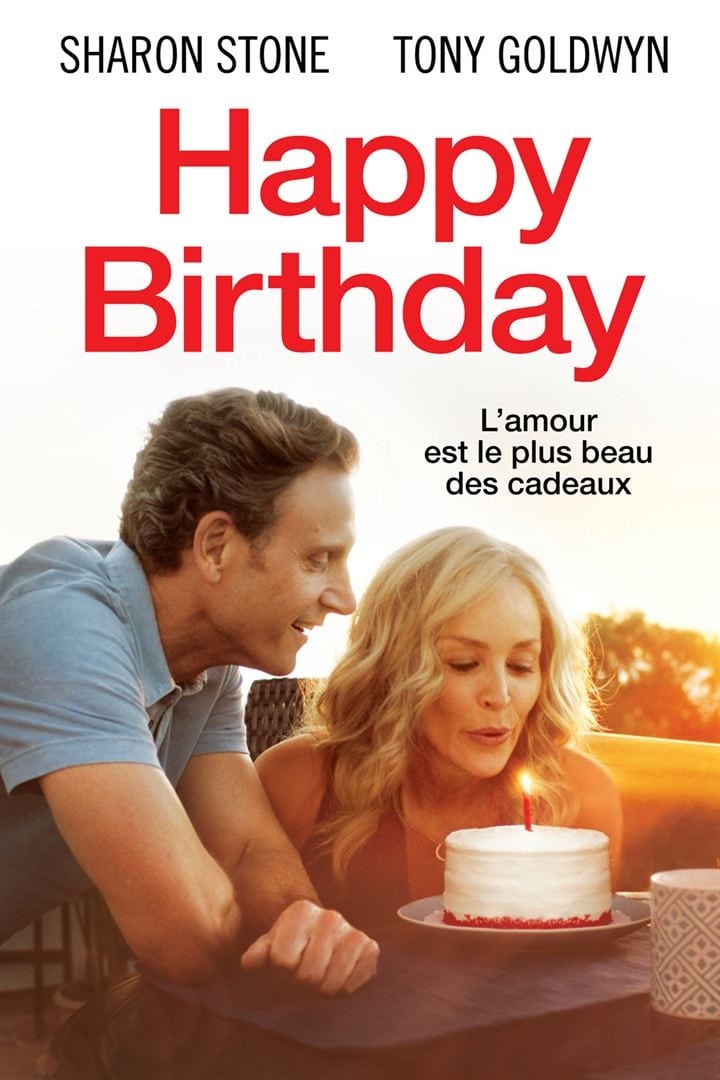 SHARON STONE TONY GOLDWYN
Happy
Birthday
L'amour
est le plus beau
des cadeaux